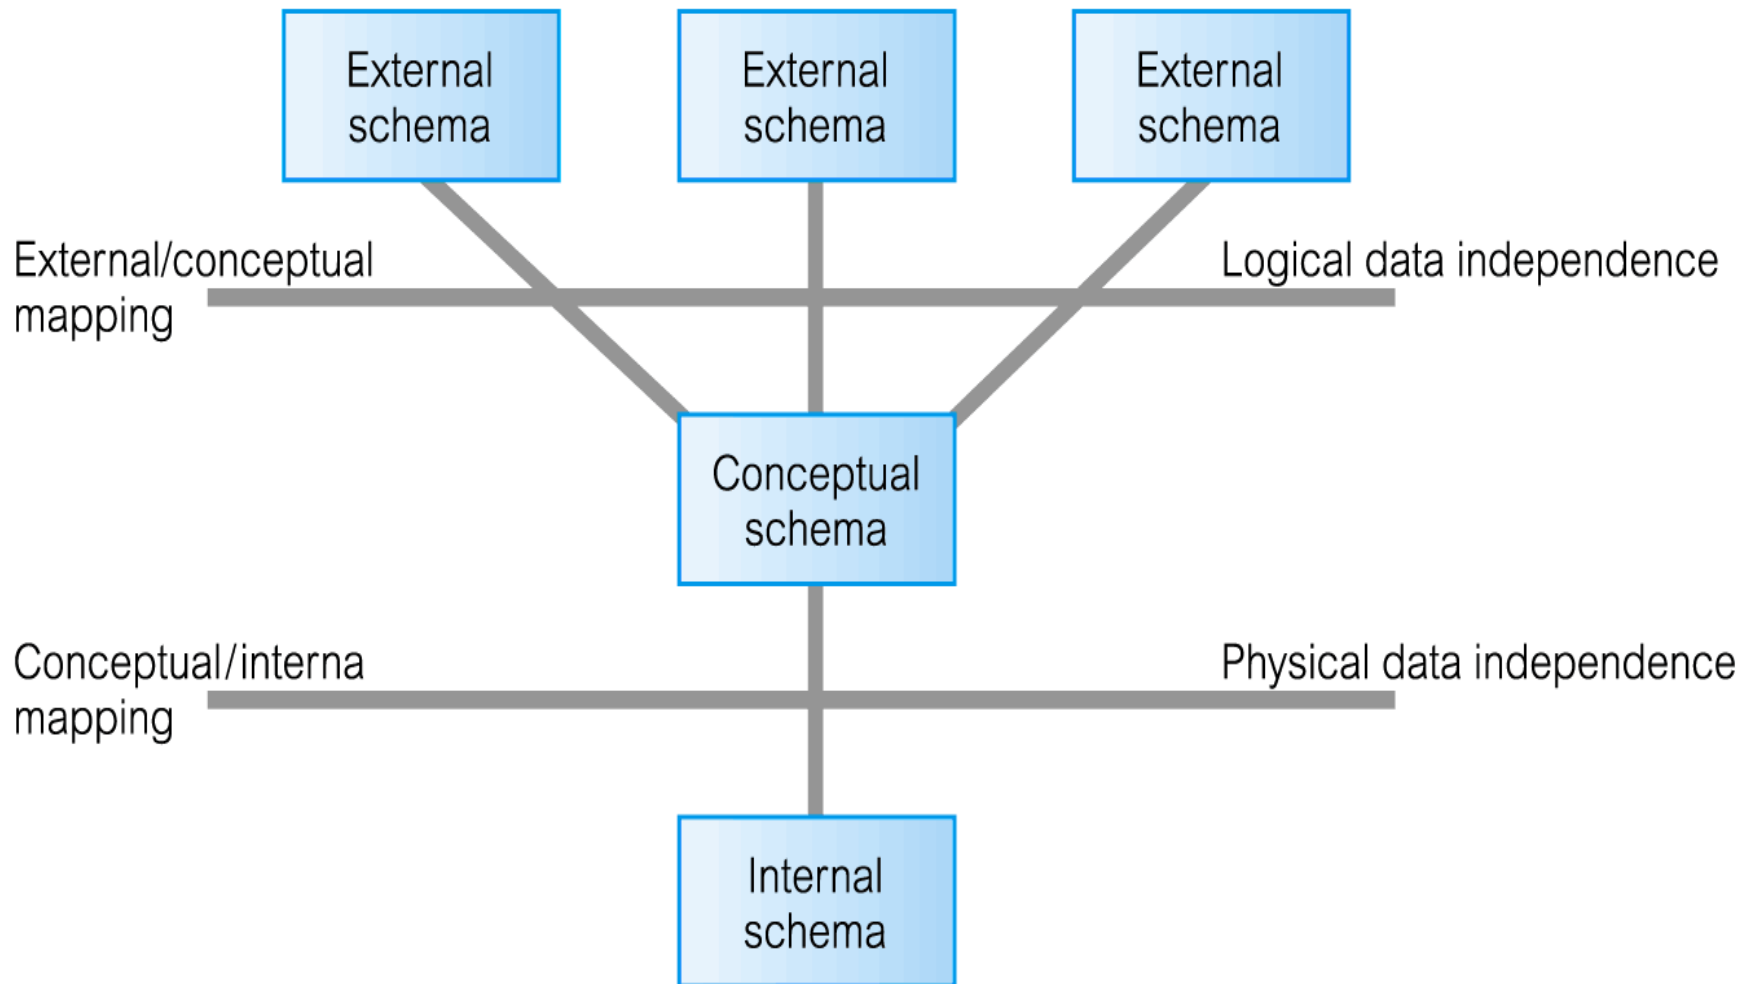 External
schema
External
schema
External
schema
External/conceptual
mapping
Logical data independence
Conceptual
schema
Conceptual/interna
mapping
Physical data independence
Internal
schema